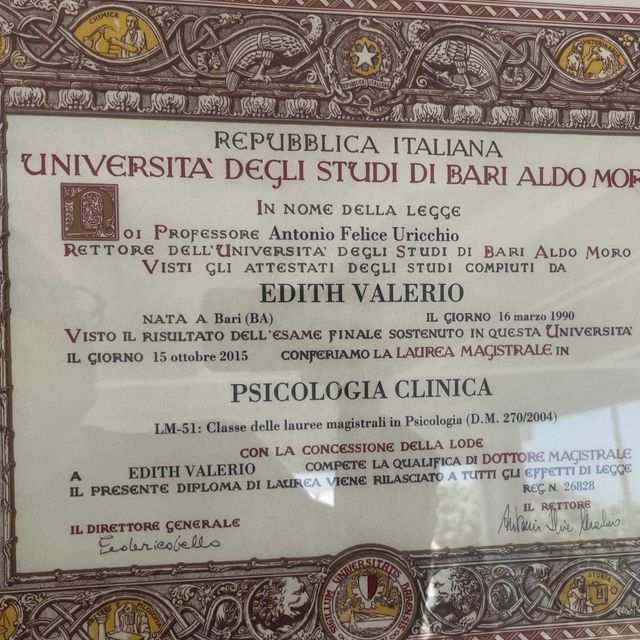 CHIMICA
REPUBBLICA ITALIANA
UNIVERSITA' DEGLI STUDI DI BARI ALDO MOR
IN NOME DELLA LEGGE
NOI PROFESSORE Antonio Felice Uricchio
RETTORE DELL'UNIVERSITÀ DEGLI STUDI DI BARI ALDO MORO
VISTI GLI ATTESTATI DEGLI STUDI COMPIUTI DA
EDITH VALERIO
NATA A Bari (BA) IL GIORNO 16 marzo 1990
VISTO IL RISULTATO DELL'ESAME FINALE SOSTENUTO IN QUESTA UNIVERSITÀ
IL GIORNO 15 ottobre 2015 CONFERIAMO LA LAUREA MAGISTRALE IN
PSICOLOGIA CLINICA
LM-51: Classe delle lauree magistrali in Psicologia (D.M. 270/2004)
CON LA CONCESSIONE DELLA LODE
A EDITH VALERIO COMPETE LA QUALIFICA DI DOTTORE MAGISTRALE
IL PRESENTE DIPLOMA DI LAUREA VIENE RILASCIATO A TUTTI GLI EFFETTI DI LEGGE
REG. N. 26828
IL DIRETTORE GENERALE
IL RETTORE
STORIA